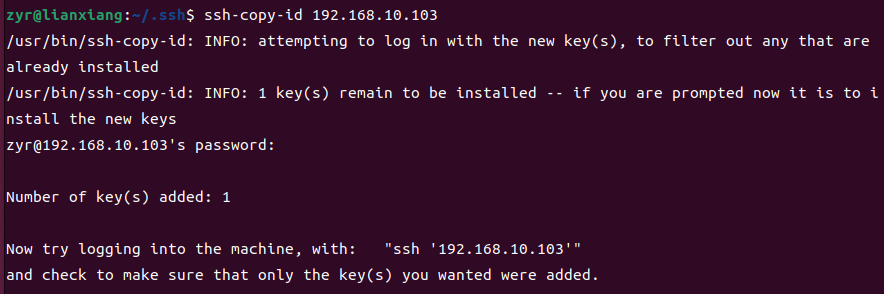 zyr@lianxiang:~/.ssh$ ssh-copy-id 192.168.10.103
/usr/bin/ssh-copy-id: INFO: attempting to log in with the new key(s), to filter out any that are
already installed
/usr/bin/ssh-copy-id: INFO: 1 key(s) remain to be installed -- if you are prompted now it is to i
nstall the new keys
zyr@192.168.10.103's password:
Number of key(s) added: 1
Now try logging into the machine, with:   "ssh '192.168.10.103'"
and check to make sure that only the key(s) you wanted were added.